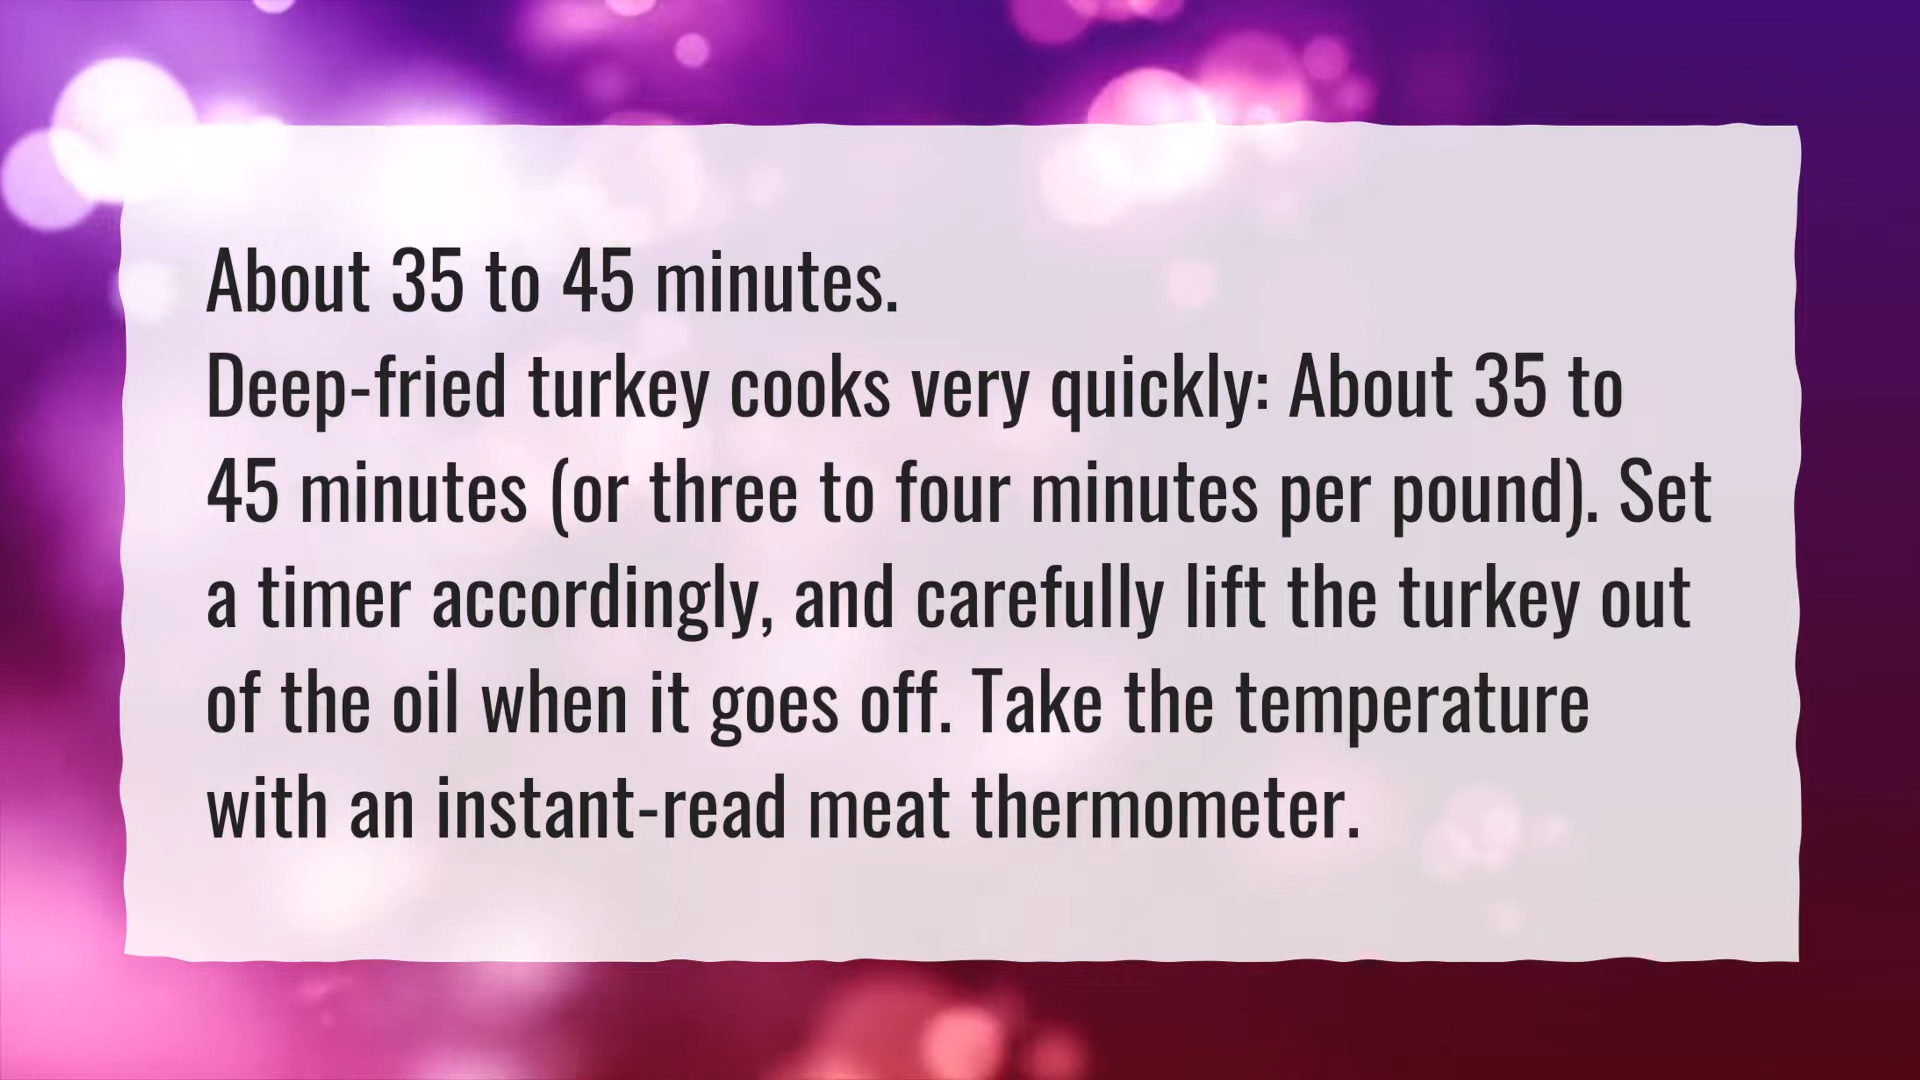 About 35 to 45 minutes.
Deep-fried turkey cooks very quickly: About 35 to
45 minutes (or three to four minutes per pound). Set
a timer accordingly, and carefully lift the turkey out
of the oil when it goes off. Take the temperature
with an instant-read meat thermometer.